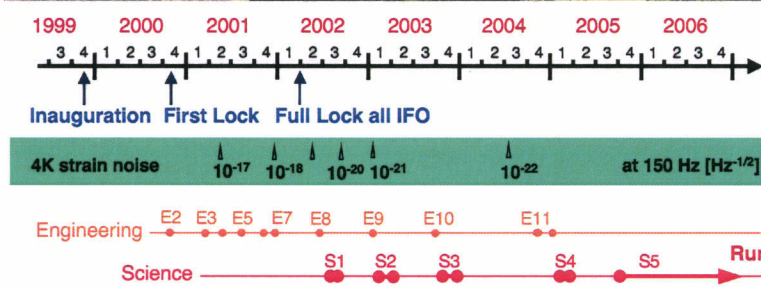 1999 2000 2001 2002 2003 2004 2005 2006
3 4 1 2 3 4 1 2 3 4 1 2 3 4 1 2 3 4 1 2 3 4 1 2 3 4 1 2 3 4
Inauguration First Lock Full Lock all IFO
4K strain noise 10-17 10-18 10-20 10-21 10-22 at 150 Hz [Hz-1/2]
E2 E3 E5 E7 E8 E9 E10 E11
Engineering
S1 S2 S3 S4 S5 Run
Science